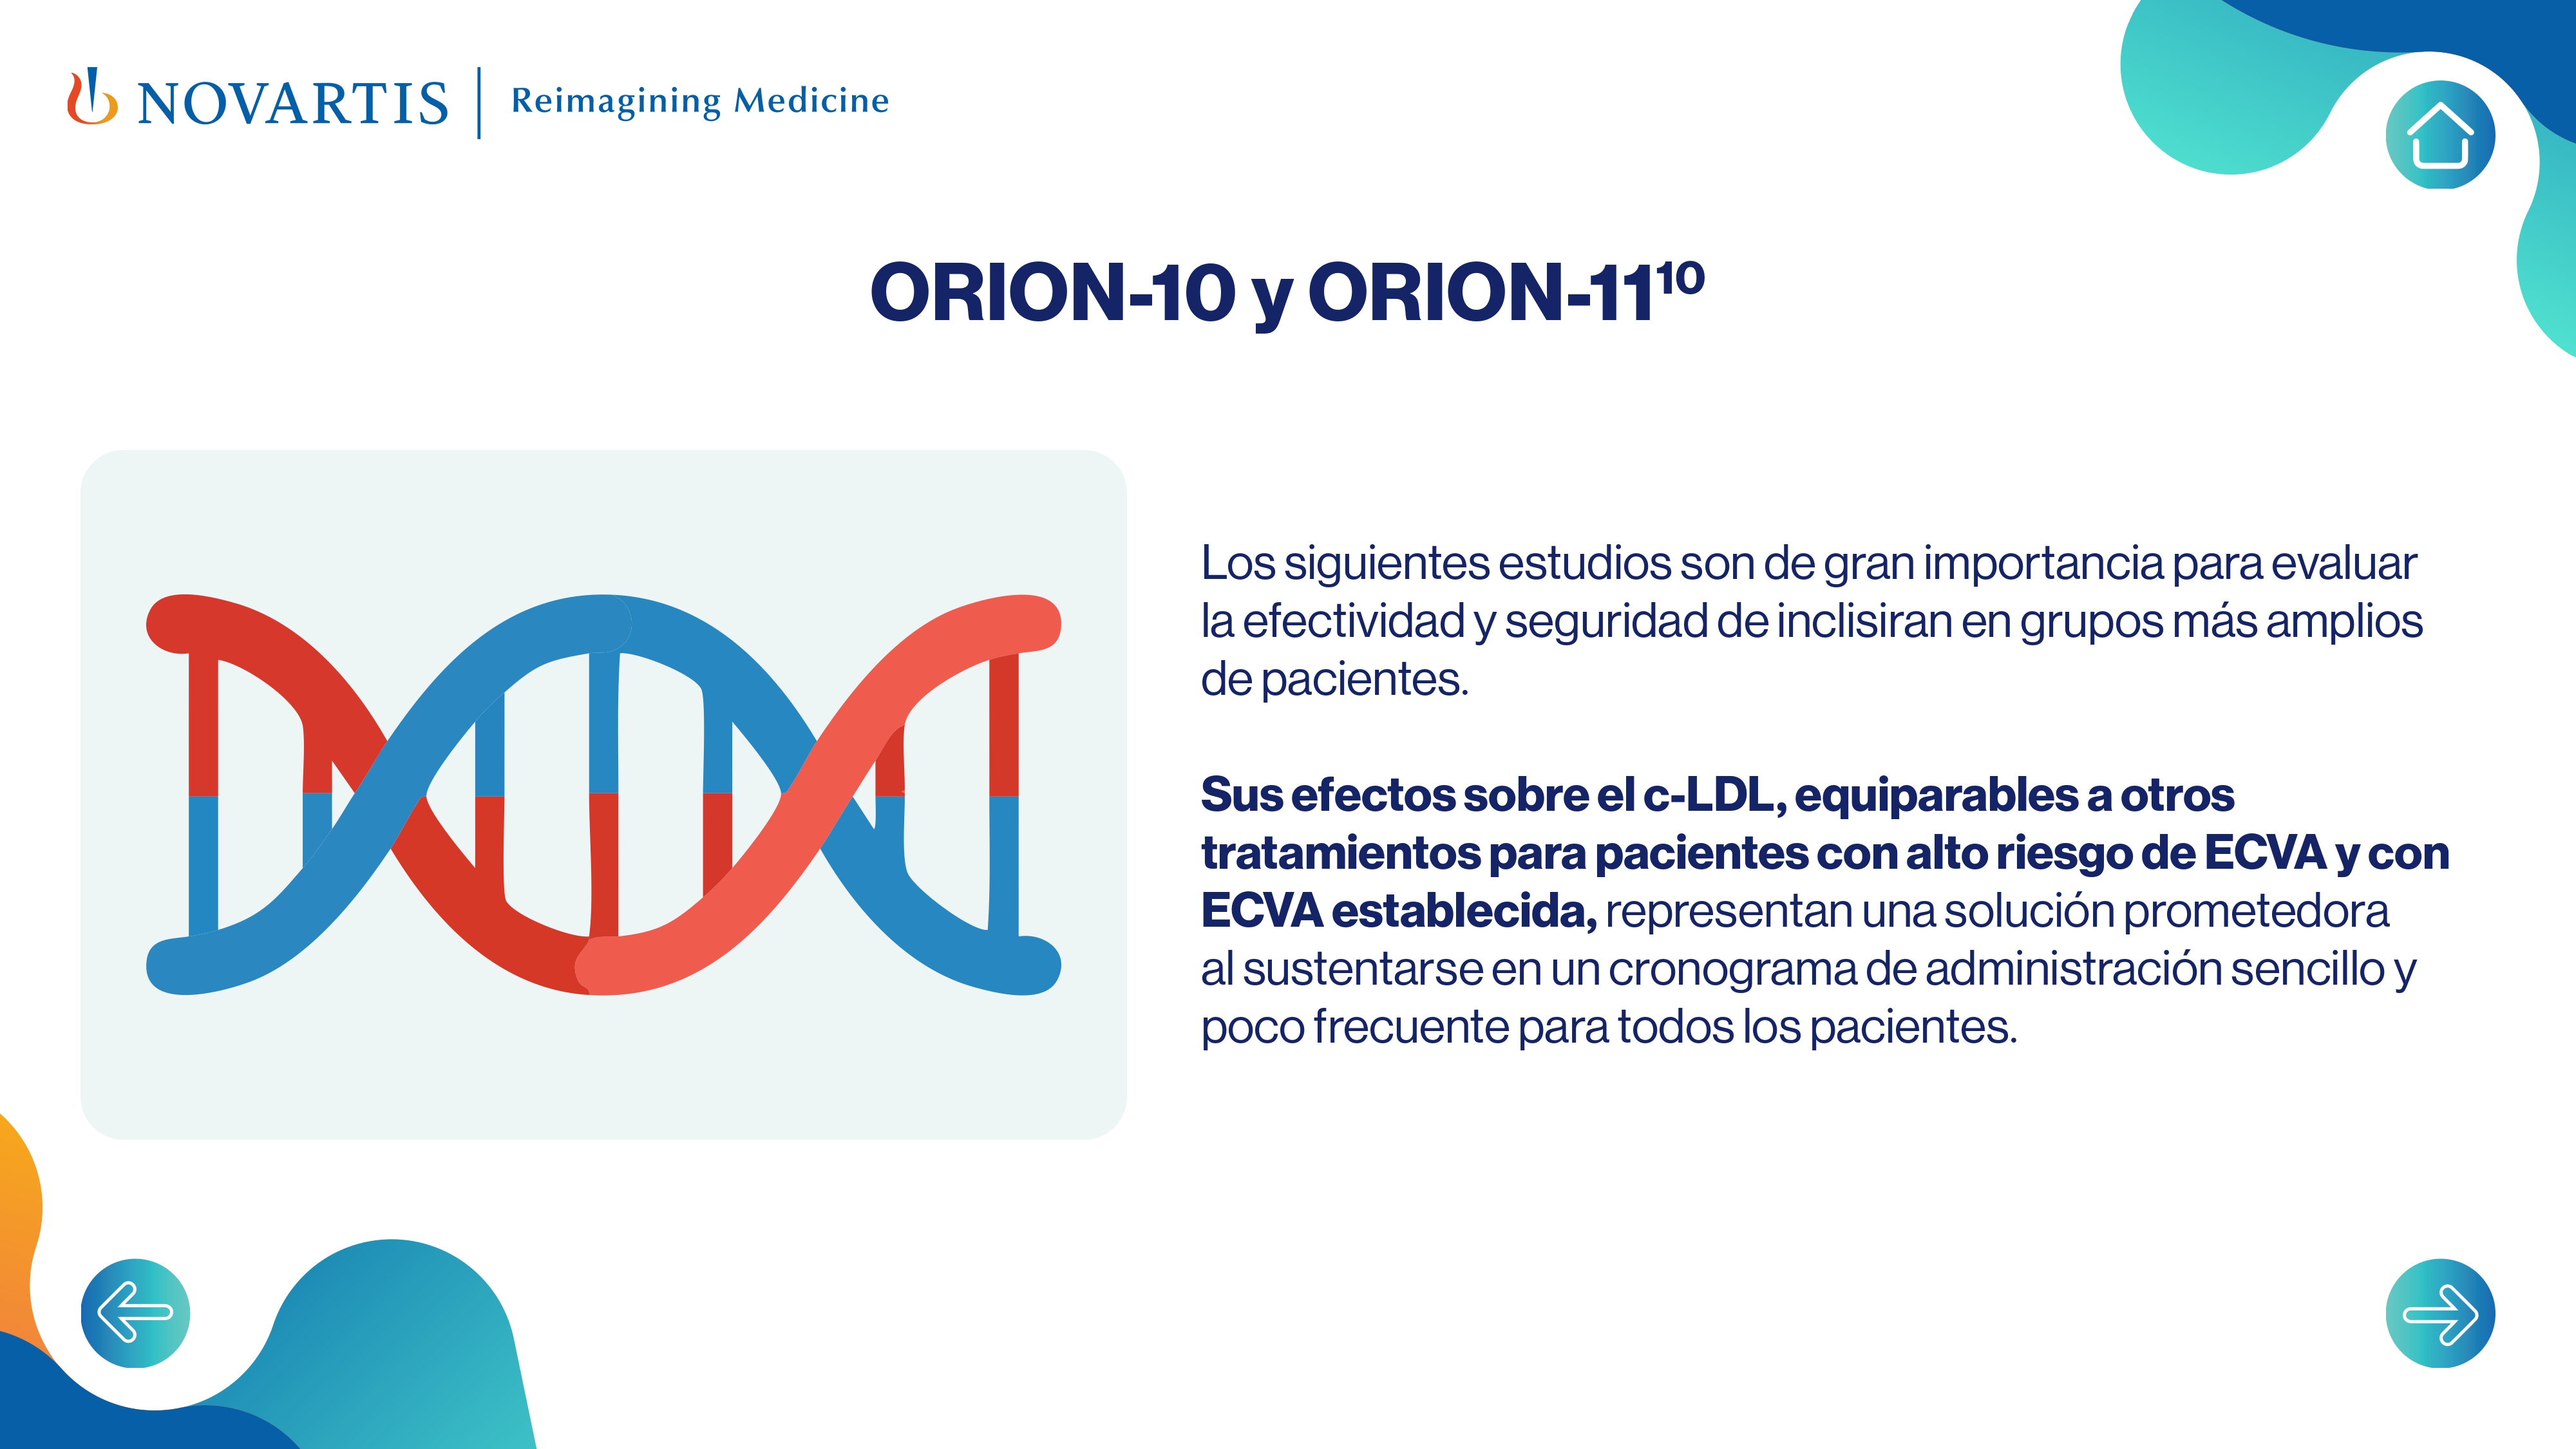 NOVARTIS | Reimagining Medicine
ORION-10 y ORION-11¹⁰
Los siguientes estudios son de gran importancia para evaluar
la efectividad y seguridad de inclisiran en grupos más amplios
de pacientes.
Sus efectos sobre el c-LDL, equiparables a otros
tratamientos para pacientes con alto riesgo de ECVA y con
ECVA establecida, representan una solución prometedora
al sustentarse en un cronograma de administración sencillo y
poco frecuente para todos los pacientes.